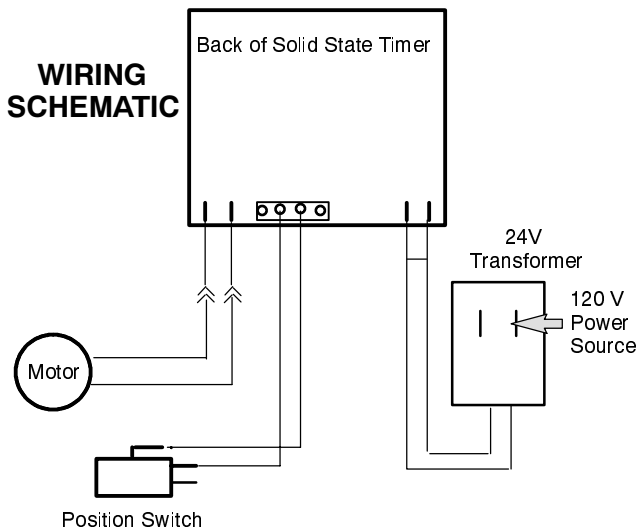 Back of Solid State Timer
WIRING
SCHEMATIC
24V
Transformer
120 V
Power
Source
Motor
Position Switch